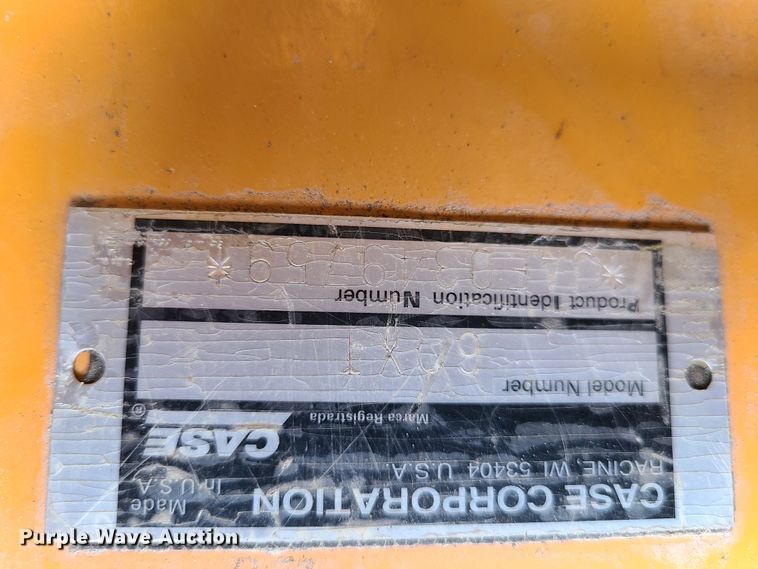 CASE CORPORATION
RACINE, WI 53404 U.S.A.
Made
In U.S.A.
CASE ®
Marca Registrada
Model Number
Product Identification Number
Purple Wave Auction